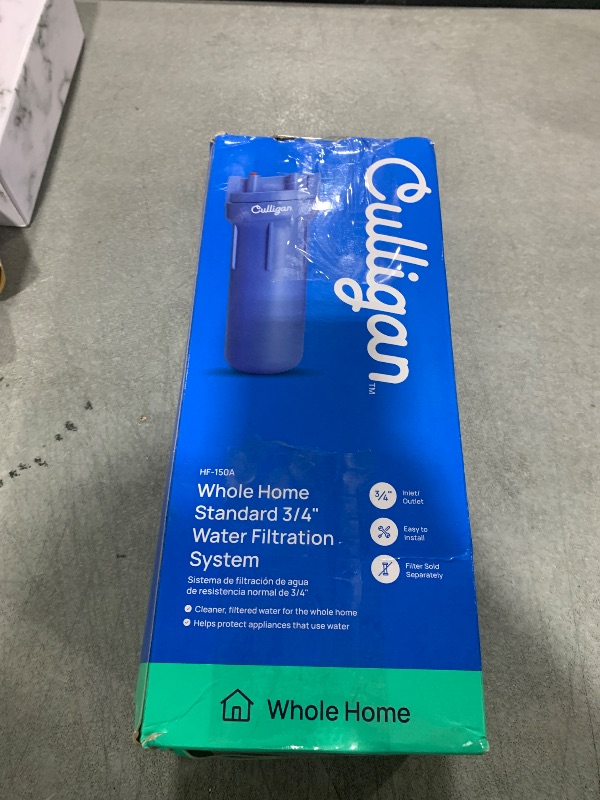 Culligan
Culligan™
HF-150A
Whole Home
Standard 3/4"
Water Filtration
System
Sistema de filtración de agua
de resistencia normal de 3/4"
Cleaner, filtered water for the whole home
Helps protect appliances that use water
3/4"
Inlet/
Outlet
Easy to
Install
Filter Sold
Separately
Whole Home